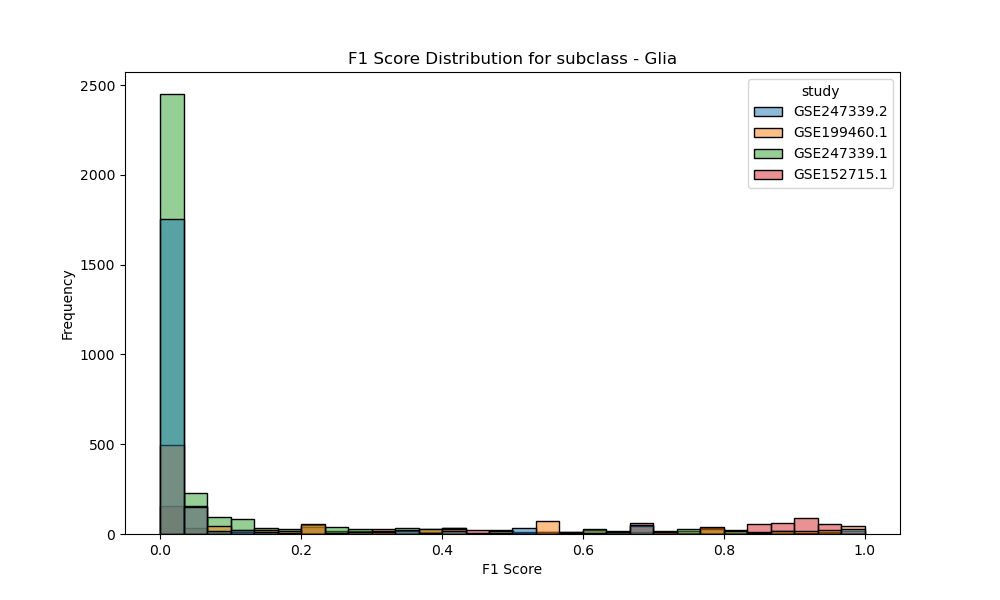 F1 Score Distribution for subclass - Glia
study
GSE247339.2
GSE199460.1
GSE247339.1
GSE152715.1
Frequency
2500
2000
1500
1000
500
0
0.0
0.2
0.4
0.6
0.8
1.0
F1 Score